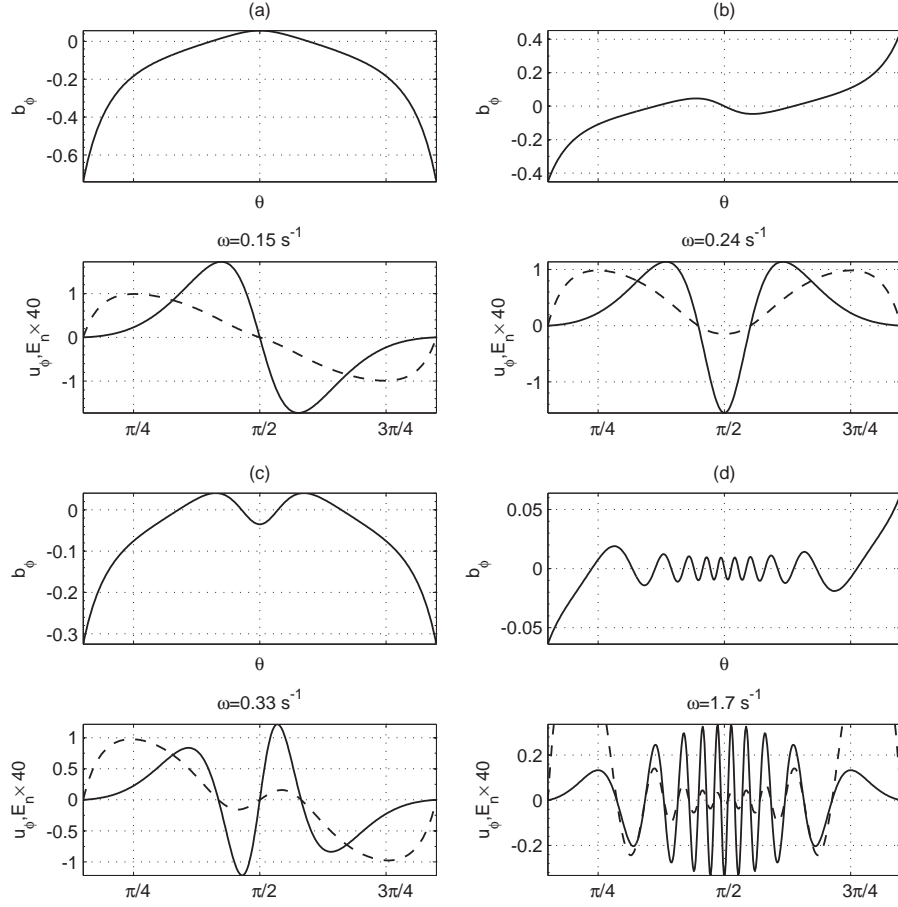 (a)
0
-0.2
-0.4
-0.6
b_ϕ
θ
ω=0.15 s⁻¹
1
0
-1
u_ϕ,E_n × 40
π/4
π/2
3π/4
(b)
0.4
0.2
0
-0.2
-0.4
b_ϕ
θ
ω=0.24 s⁻¹
1
0
-1
u_ϕ,E_n × 40
π/4
π/2
3π/4
(c)
0
-0.1
-0.2
-0.3
b_ϕ
θ
ω=0.33 s⁻¹
1
0.5
0
-0.5
-1
u_ϕ,E_n × 40
π/4
π/2
3π/4
(d)
0.05
0
-0.05
b_ϕ
θ
ω=1.7 s⁻¹
0.2
0
-0.2
u_ϕ,E_n × 40
π/4
π/2
3π/4